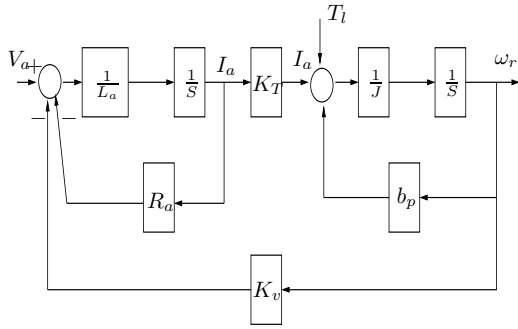 T_l
V_a + 1/L_a 1/S I_a K_T I_a 1/J 1/S ω_r
− −
R_a b_p
K_v